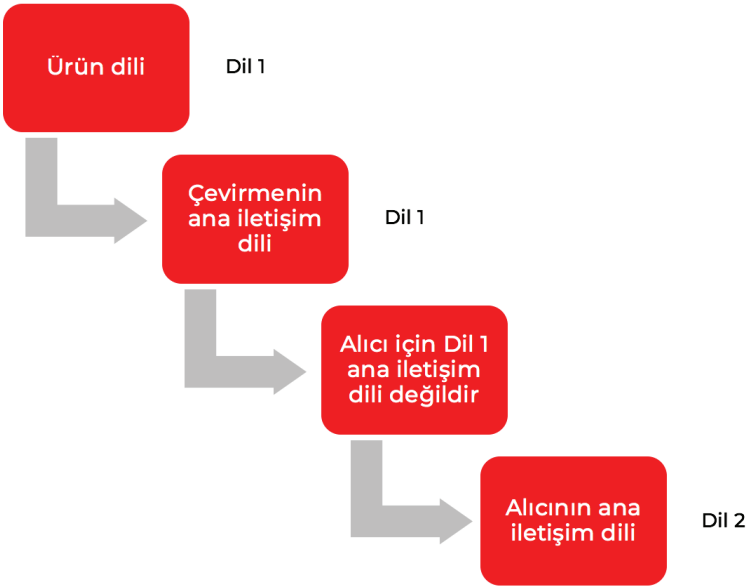 Ürün dili
Dil 1
Çevirmenin
ana iletişim
dili
Dil 1
Alıcı için Dil 1
ana iletişim
dili değildir
Alıcının ana
iletişim dili
Dil 2